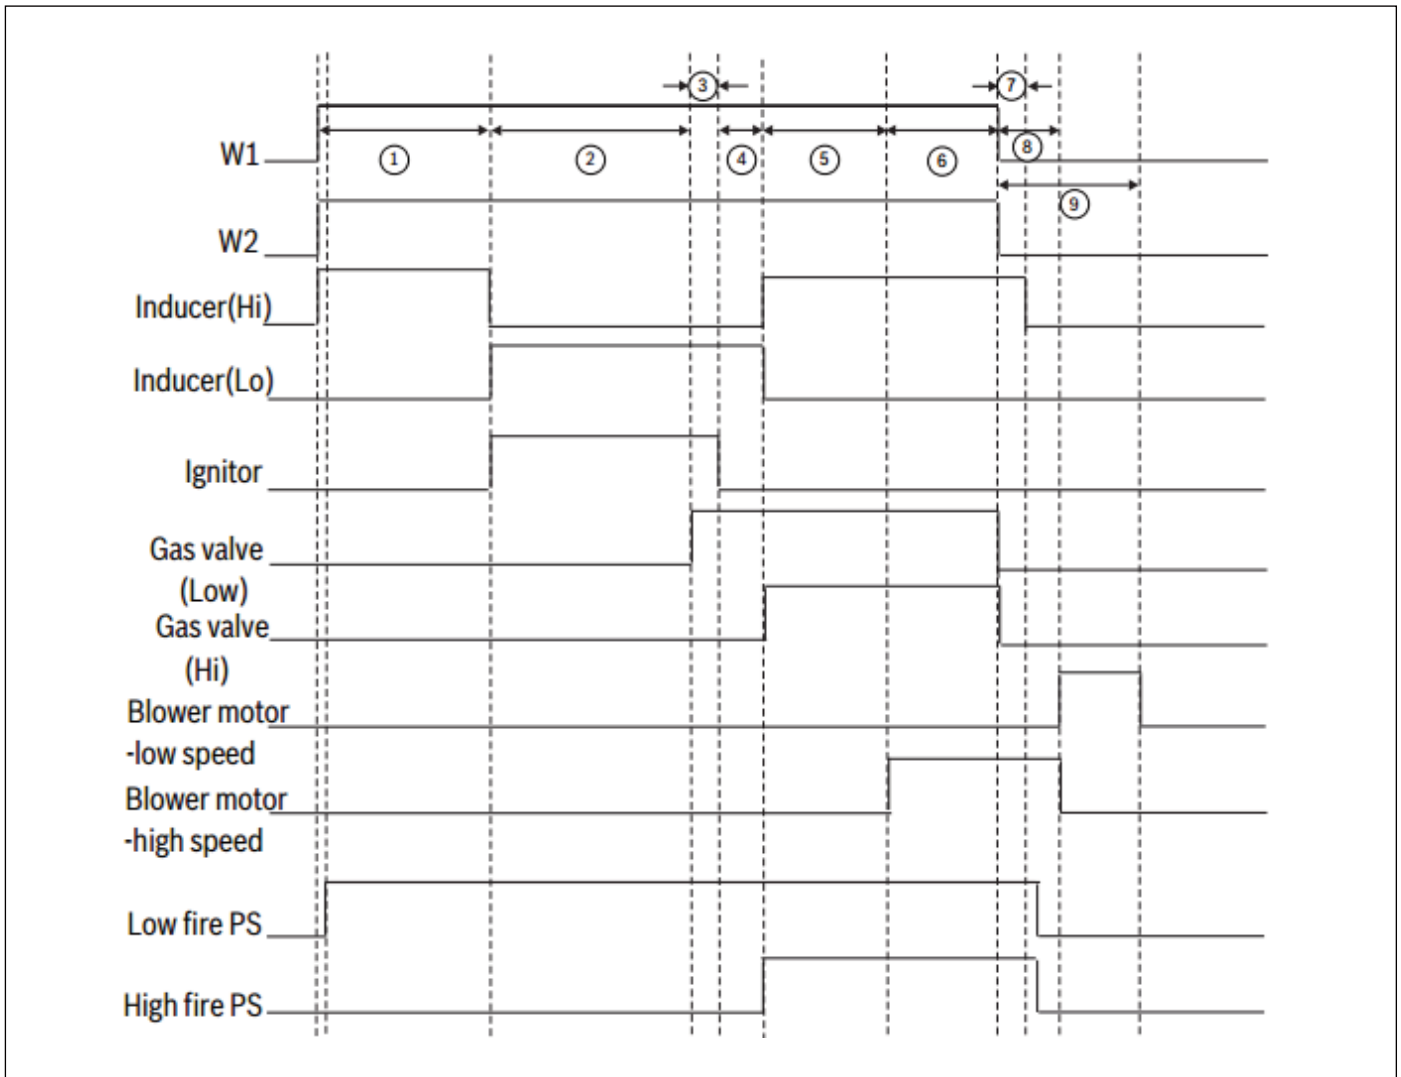 3
7
W1
1
2
4
5
6
8
9
W2
Inducer(Hi)
Inducer(Lo)
Ignitor
Gas valve
(Low)
Gas valve
(Hi)
Blower motor
-low speed
Blower motor
-high speed
Low fire PS
High fire PS